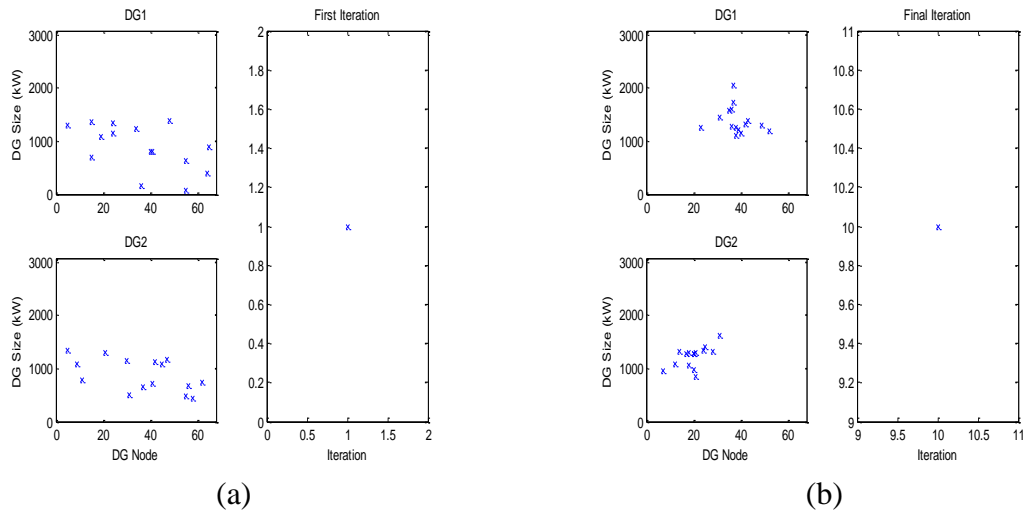 DG1
First Iteration
DG Size (kW)
3000
2000
1000
0
0 20 40 60
DG2
DG Size (kW)
3000
2000
1000
0
0 20 40 60
DG Node
2
1.8
1.6
1.4
1.2
1
0.8
0.6
0.4
0.2
0
0 0.5 1 1.5 2
Iteration
(a)
DG1
Final Iteration
DG Size (kW)
3000
2000
1000
0
0 20 40 60
DG2
DG Size (kW)
3000
2000
1000
0
0 20 40 60
DG Node
11
10.8
10.6
10.4
10.2
10
9.8
9.6
9.4
9.2
9
9 9.5 10 10.5 11
Iteration
(b)